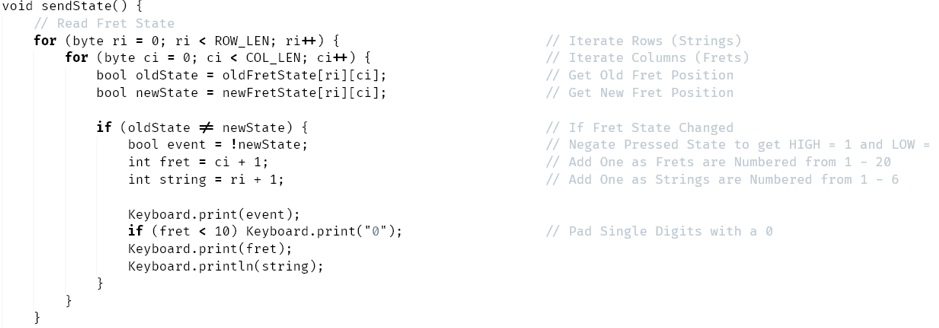 void sendState() {
// Read Fret State
for (byte ri = 0; ri < ROW_LEN; ri++) { // Iterate Rows (Strings)
for (byte ci = 0; ci < COL_LEN; ci++) { // Iterate Columns (Frets)
bool oldState = oldFretState[ri][ci]; // Get Old Fret Position
bool newState = newFretState[ri][ci]; // Get New Fret Position
if (oldState ≠ newState) { // If Fret State Changed
bool event = !newState; // Negate Pressed State to get HIGH = 1 and LOW =
int fret = ci + 1; // Add One as Frets are Numbered from 1 - 20
int string = ri + 1; // Add One as Strings are Numbered from 1 - 6
Keyboard.print(event);
if (fret < 10) Keyboard.print("0"); // Pad Single Digits with a 0
Keyboard.print(fret);
Keyboard.println(string);
}
}
}